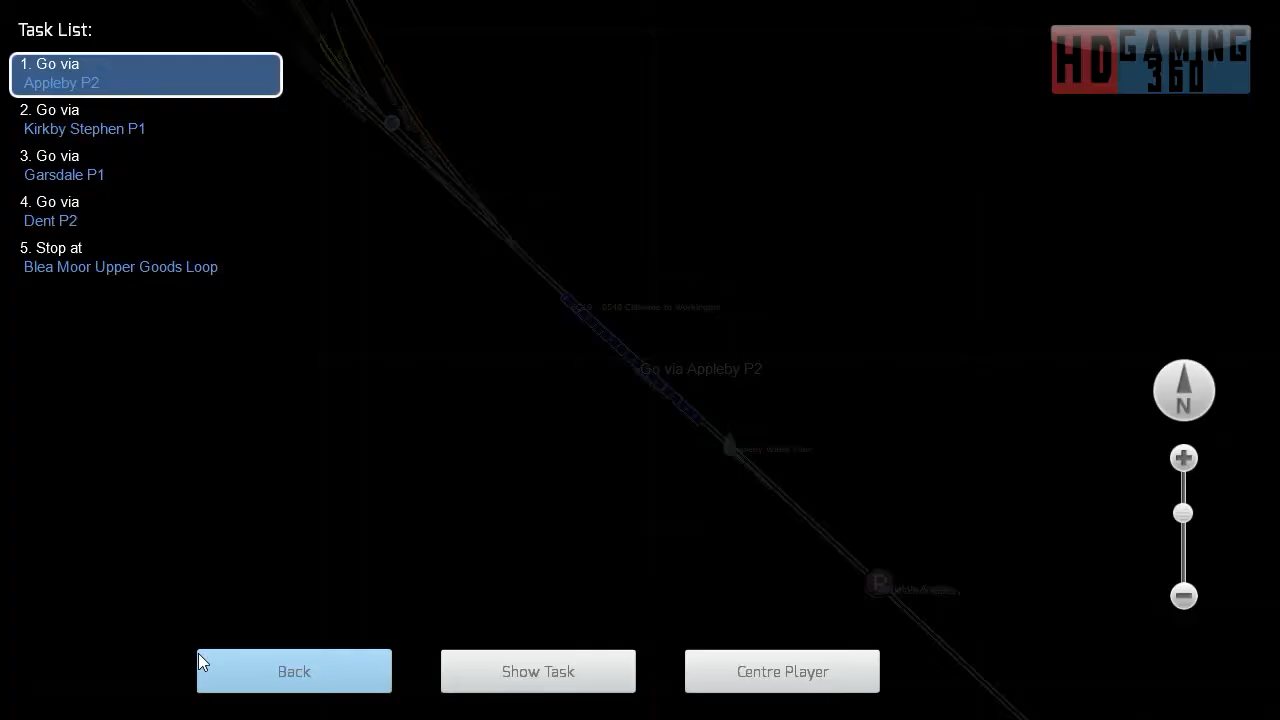 Task List:
1. Go via
Appleby P2
2. Go via
Kirkby Stephen P1
3. Go via
Garsdale P1
4. Go via
Dent P2
5. Stop at
Blea Moor Upper Goods Loop
HD GAMING
360
Go via Appleby P2
N
P
Back
Show Task
Centre Player